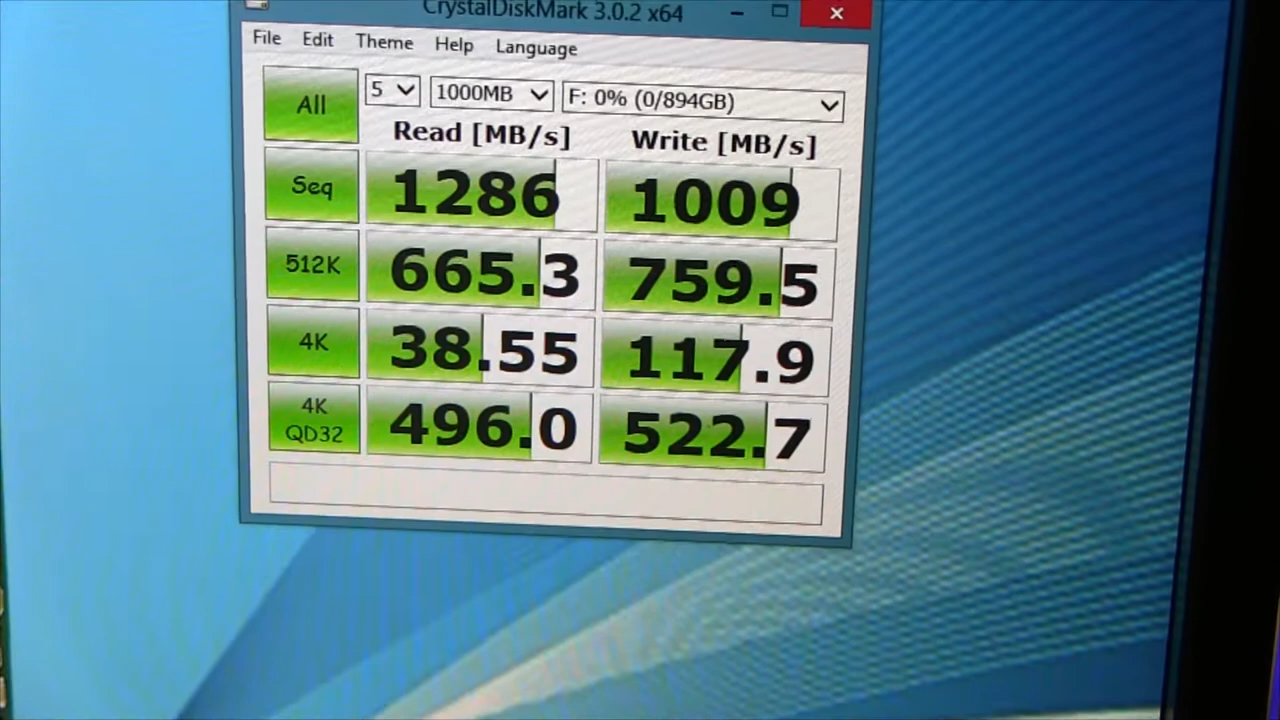 CrystalDiskMark 3.0.2 x64
File Edit Theme Help Language
All 5 1000MB F: 0% (0/894GB)
Read [MB/s] Write [MB/s]
Seq 1286 1009
512K 665.3 759.5
4K 38.55 117.9
4K QD32 496.0 522.7